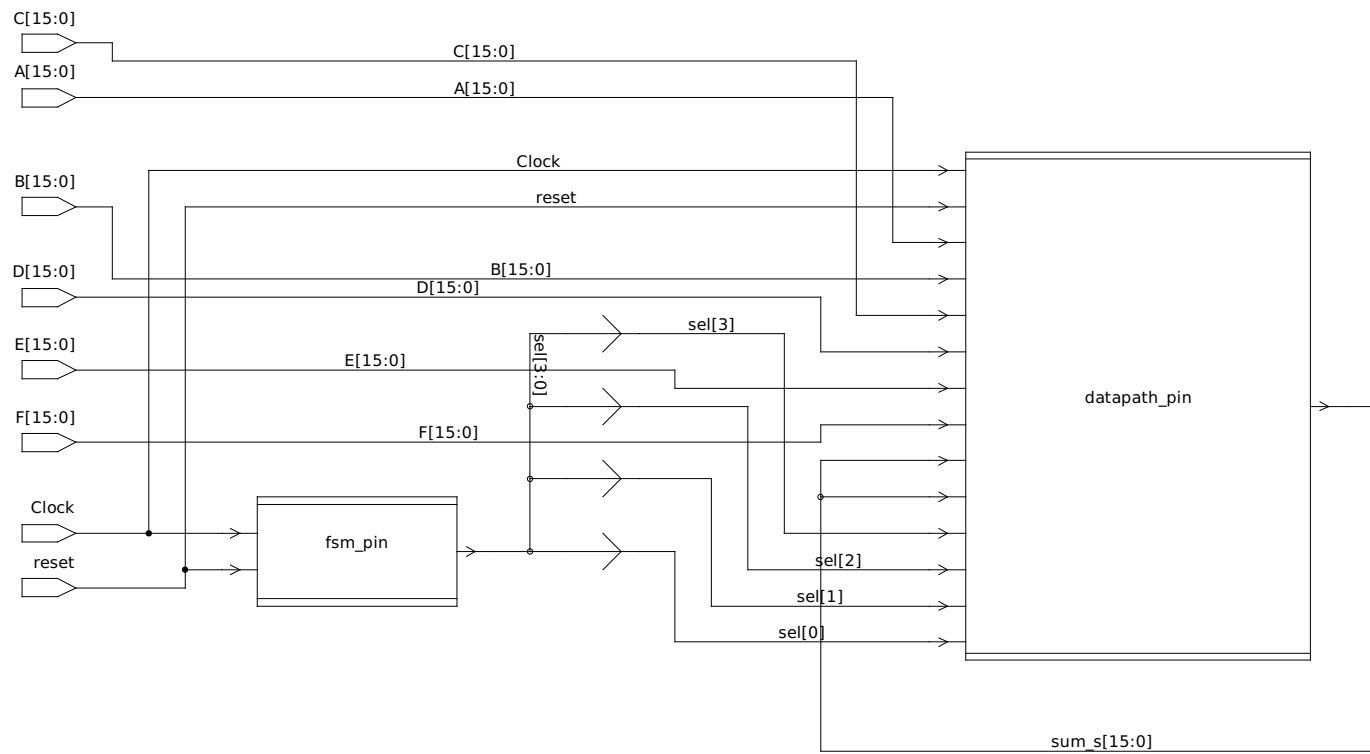 C[15:0]
C[15:0]
A[15:0]
A[15:0]
Clock
B[15:0]
reset
D[15:0]
B[15:0]
D[15:0]
sel[3]
E[15:0]
E[15:0]
sel[3:0]
datapath_pin
F[15:0]
F[15:0]
Clock
fsm_pin
reset
sel[2]
sel[1]
sel[0]
sum_s[15:0]